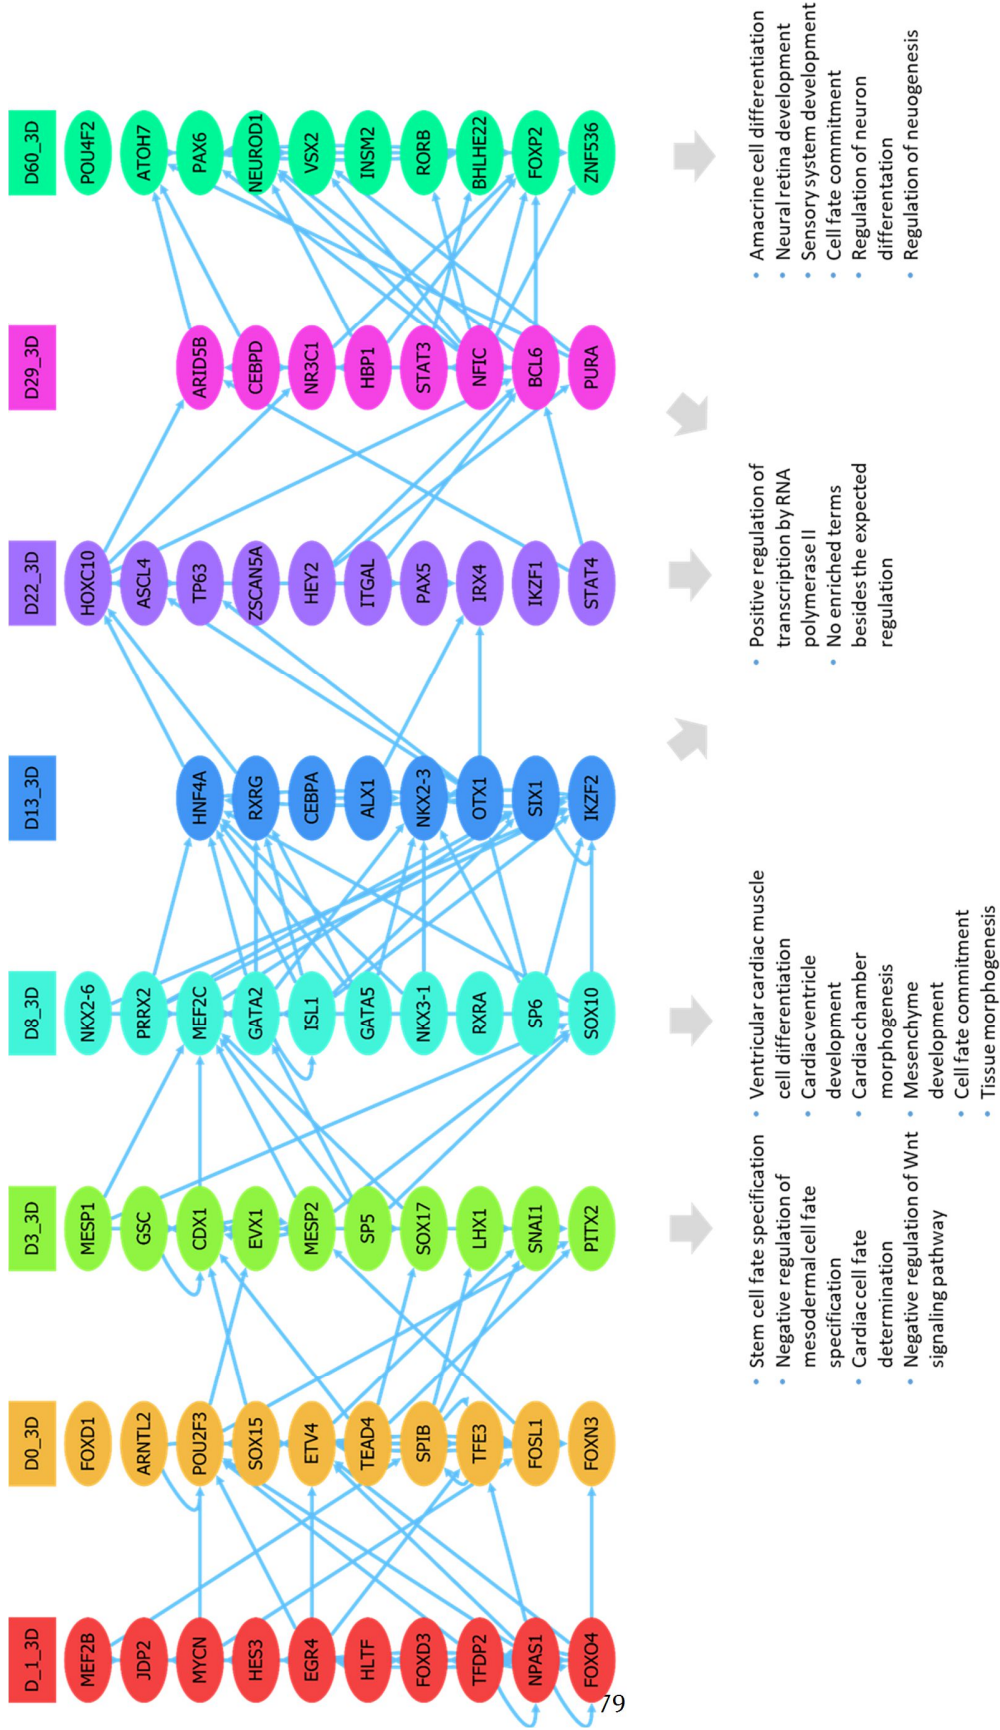 D_1_3D
MEF2B
JDP2
MYCN
HES3
EGR4
HLTF
FOXD3
TFDP2
NPAS1
FOXO4
D0_3D
FOXD1
ARNTL2
POU2F3
SOX15
ETV4
TEAD4
SPIB
TFE3
FOSL1
FOXN3
D3_3D
MESP1
GSC
CDX1
EVX1
MESP2
SP5
SOX17
LHX1
SNAI1
PITX2
D8_3D
NKX2-6
PRRX2
MEF2C
GATA2
ISL1
GATA5
NKX3-1
RXRA
SP6
SOX10
D13_3D
HNF4A
RXRG
CEBPA
ALX1
NKX2-3
OTX1
SIX1
IKZF2
D22_3D
HOXC10
ASCL4
TP63
ZSCAN5A
HEY2
ITGAL
PAX5
IRX4
IKZF1
STAT4
D29_3D
ARID5B
CEBPD
NR3C1
HBP1
STAT3
NFIC
BCL6
PURA
D60_3D
POU4F2
ATOH7
PAX6
NEUROD1
VSX2
INSM2
RORB
BHLHE22
FOXP2
ZNF536
• Stem cell fate specification
• Negative regulation of
mesodermal cell fate
specification
• Cardiac cell fate
determination
• Negative regulation of Wnt
signaling pathway
• Ventricular cardiac muscle
cell differentiation
• Cardiac ventricle
development
• Cardiac chamber
morphogenesis
• Mesenchyme
development
• Cell fate commitment
• Tissue morphogenesis
• Positive regulation of
transcription by RNA
polymerase II
• No enriched terms
besides the expected
regulation
• Amacrine cell differentiation
• Neural retina development
• Sensory system development
• Cell fate commitment
• Regulation of neuron
differentation
• Regulation of neuogenesis
79